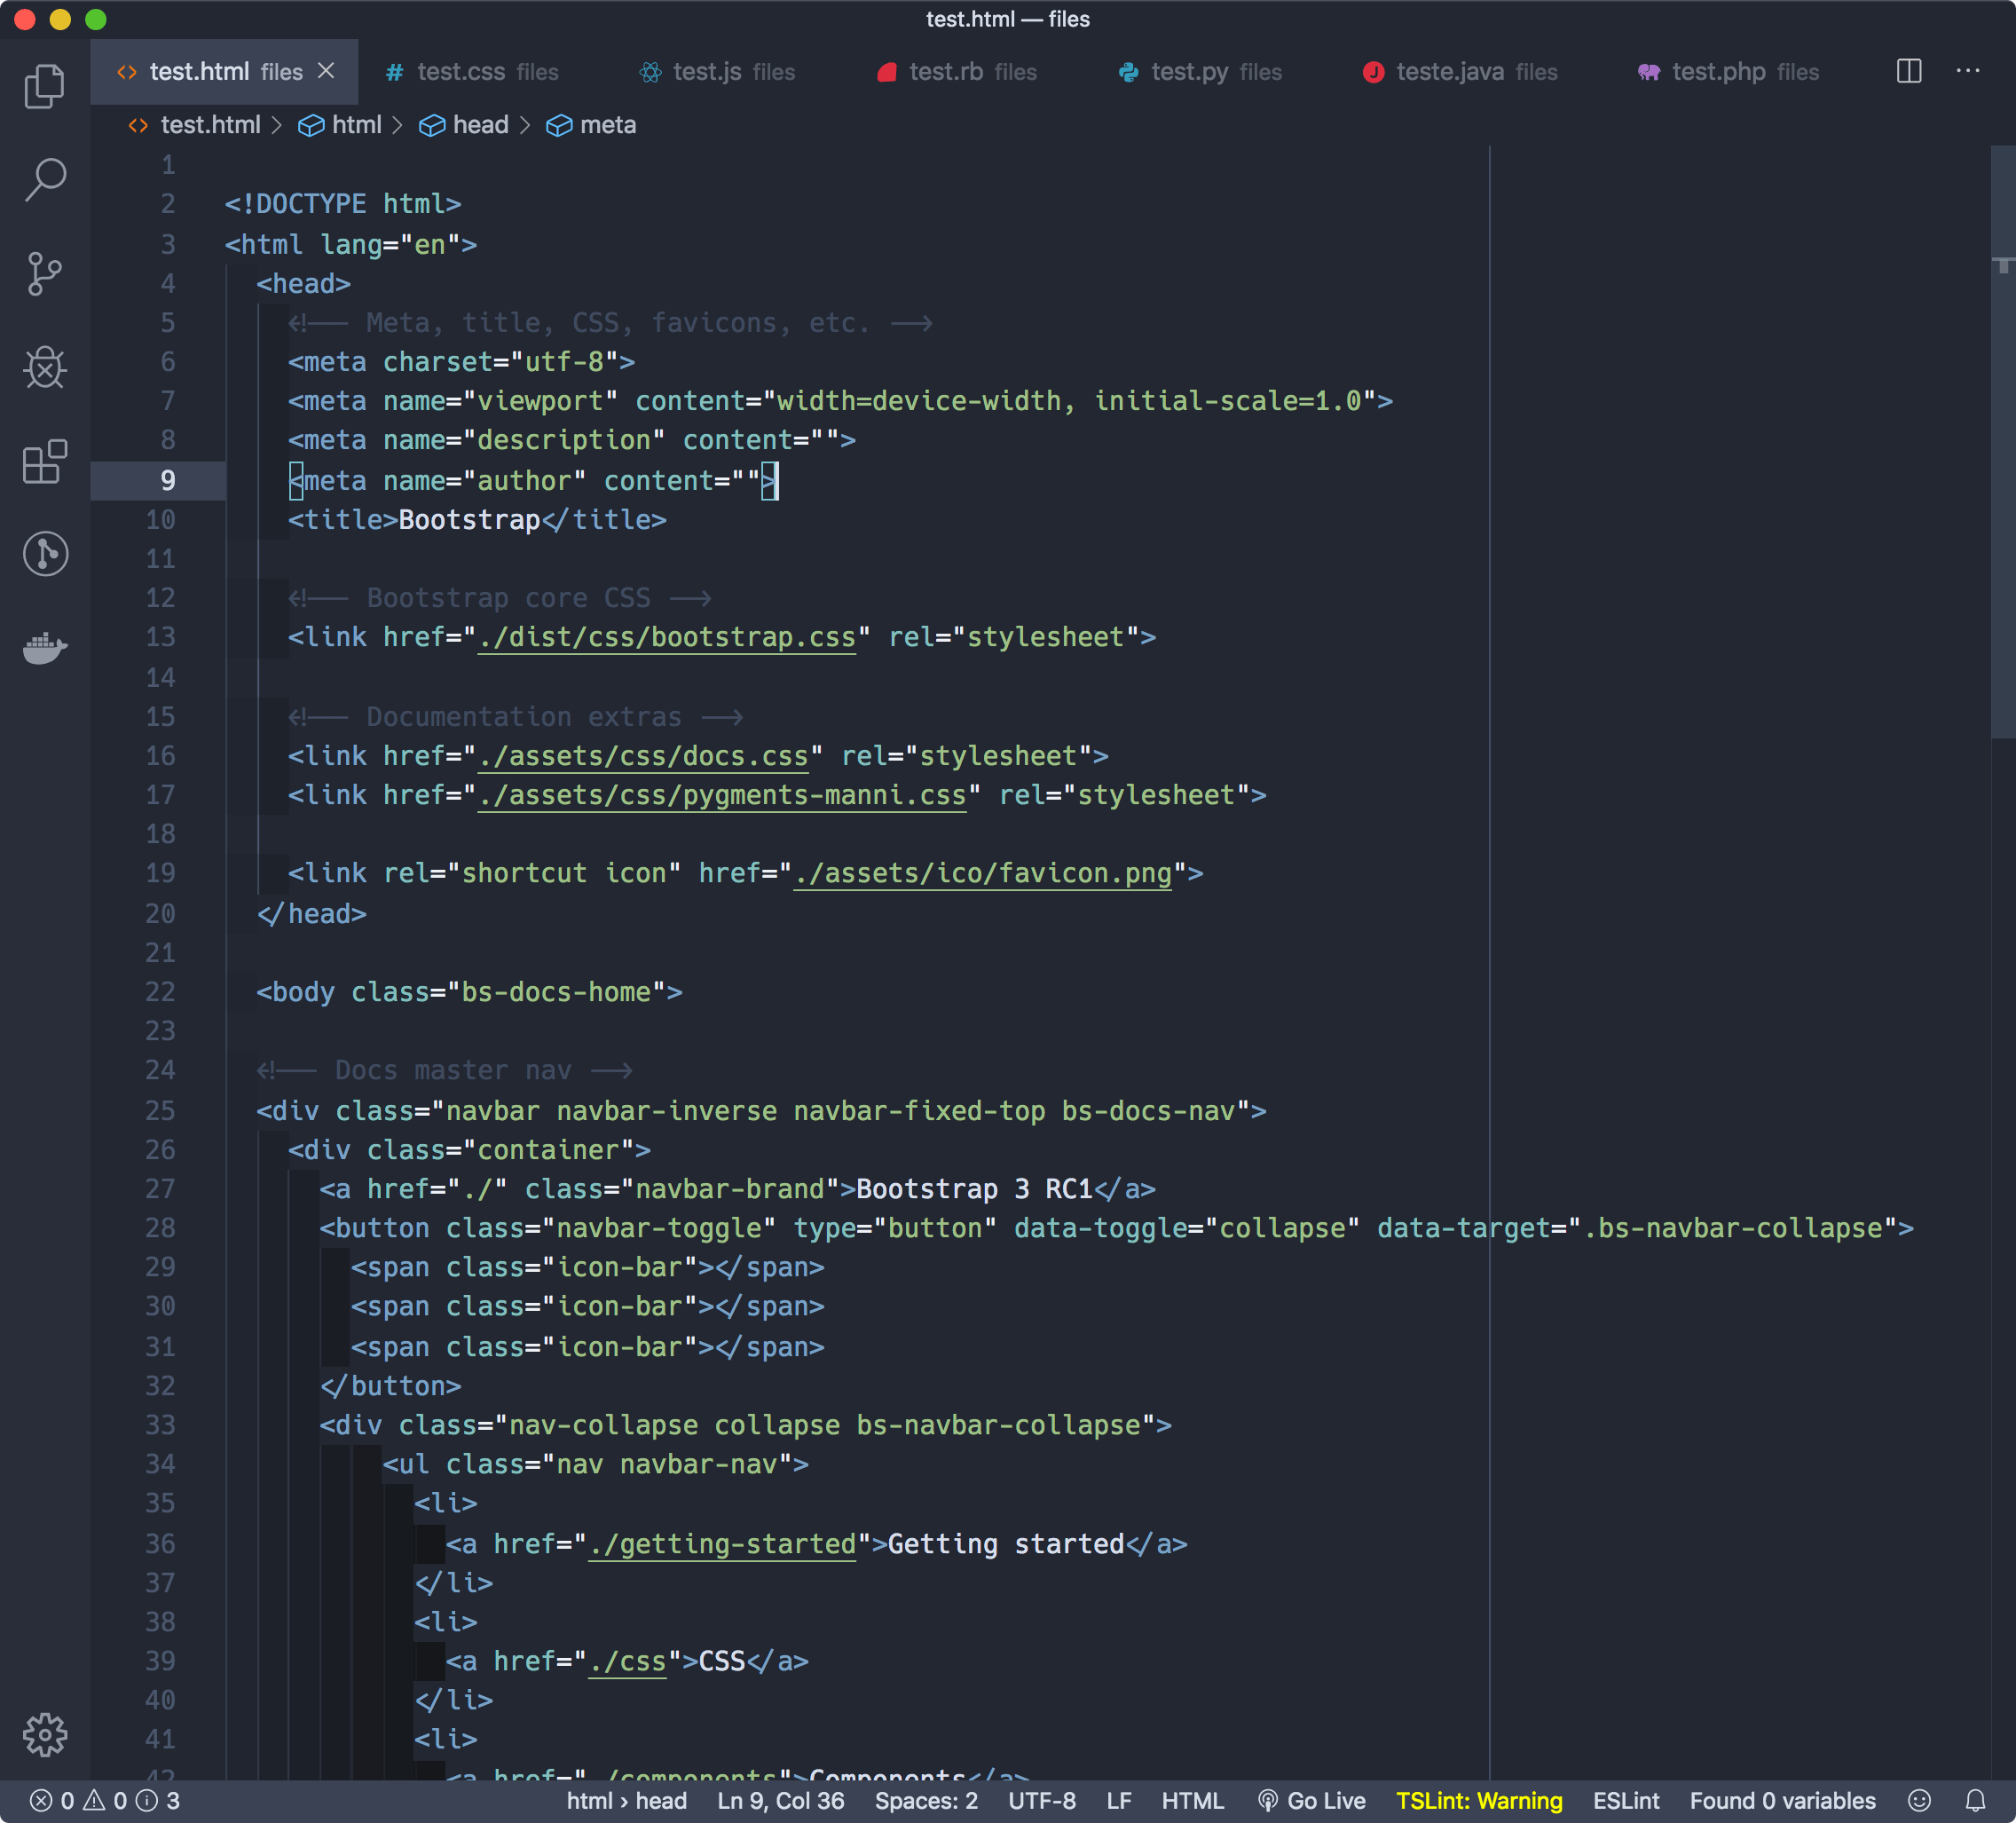 test.html — files
test.html files test.css files test.js files test.rb files test.py files teste.java files test.php files
test.html > html > head > meta
1
2 <!DOCTYPE html>
3 <html lang="en">
4 <head>
5 <!-- Meta, title, CSS, favicons, etc. -->
6 <meta charset="utf-8">
7 <meta name="viewport" content="width=device-width, initial-scale=1.0">
8 <meta name="description" content="">
9 <meta name="author" content="">
10 <title>Bootstrap</title>
11
12 <!-- Bootstrap core CSS -->
13 <link href="./dist/css/bootstrap.css" rel="stylesheet">
14
15 <!-- Documentation extras -->
16 <link href="./assets/css/docs.css" rel="stylesheet">
17 <link href="./assets/css/pygments-manni.css" rel="stylesheet">
18
19 <link rel="shortcut icon" href="./assets/ico/favicon.png">
20 </head>
21
22 <body class="bs-docs-home">
23
24 <!-- Docs master nav -->
25 <div class="navbar navbar-inverse navbar-fixed-top bs-docs-nav">
26 <div class="container">
27 <a href="./" class="navbar-brand">Bootstrap 3 RC1</a>
28 <button class="navbar-toggle" type="button" data-toggle="collapse" data-target=".bs-navbar-collapse">
29 <span class="icon-bar"></span>
30 <span class="icon-bar"></span>
31 <span class="icon-bar"></span>
32 </button>
33 <div class="nav-collapse collapse bs-navbar-collapse">
34 <ul class="nav navbar-nav">
35 <li>
36 <a href="./getting-started">Getting started</a>
37 </li>
38 <li>
39 <a href="./css">CSS</a>
40 </li>
41 <li>
42 <a href="./components">Components</a>
0 0 3 html › head Ln 9, Col 36 Spaces: 2 UTF-8 LF HTML Go Live TSLint: Warning ESLint Found 0 variables